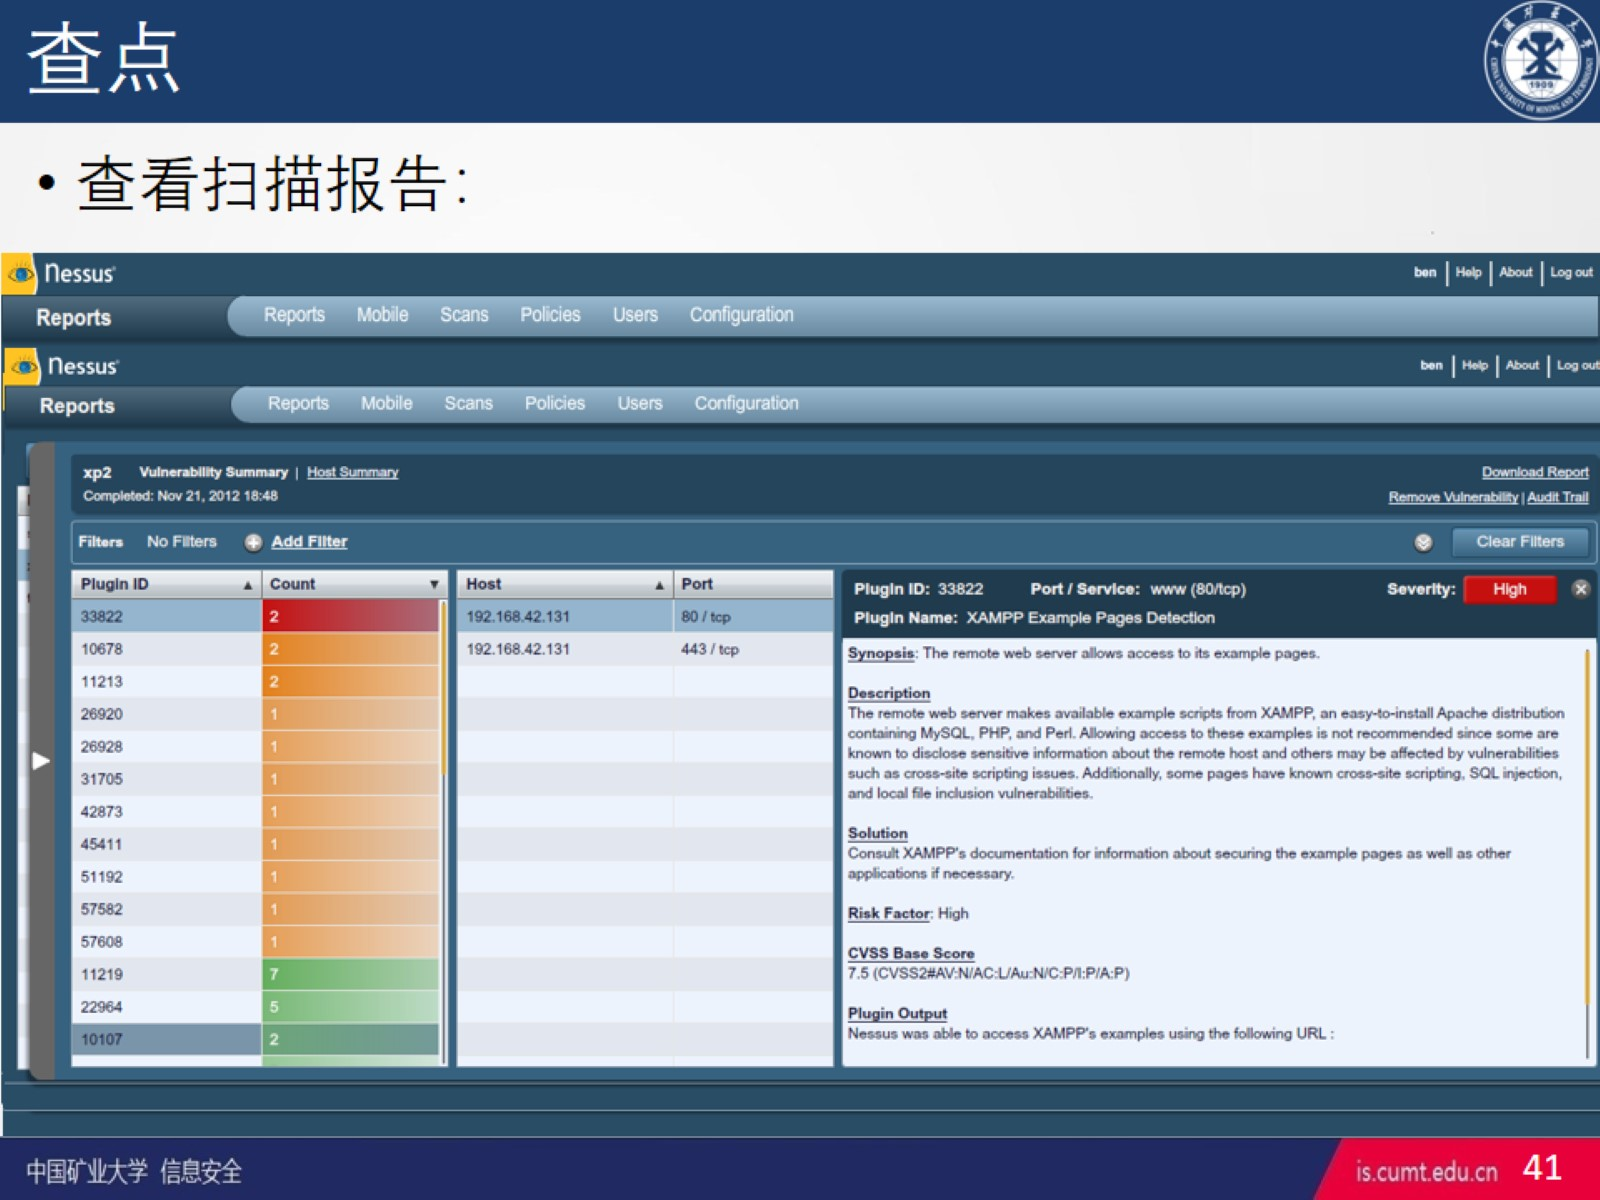 查点
中国矿业大学
CHINA UNIVERSITY OF MINING AND TECHNOLOGY
1909
• 查看扫描报告：
Nessus
ben | Help | About | Log out
Reports
Reports Mobile Scans Policies Users Configuration
Nessus
ben | Help | About | Log out
Reports
Reports Mobile Scans Policies Users Configuration
xp2 Vulnerability Summary | Host Summary
Download Report
Completed: Nov 21, 2012 18:48
Remove Vulnerability | Audit Trail
Filters No Filters Add Filter
Clear Filters
Plugin ID Count
33822 2
10678 2
11213 2
26920 1
26928 1
31705 1
42873 1
45411 1
51192 1
57582 1
57608 1
11219 7
22964 5
10107 2
Host Port
192.168.42.131 80 / tcp
192.168.42.131 443 / tcp
Plugin ID: 33822 Port / Service: www (80/tcp) Severity: High
Plugin Name: XAMPP Example Pages Detection
Synopsis: The remote web server allows access to its example pages.
Description
The remote web server makes available example scripts from XAMPP, an easy-to-install Apache distribution
containing MySQL, PHP, and Perl. Allowing access to these examples is not recommended since some are
known to disclose sensitive information about the remote host and others may be affected by vulnerabilities
such as cross-site scripting issues. Additionally, some pages have known cross-site scripting, SQL injection,
and local file inclusion vulnerabilities.
Solution
Consult XAMPP's documentation for information about securing the example pages as well as other
applications if necessary.
Risk Factor: High
CVSS Base Score
7.5 (CVSS2#AV:N/AC:L/Au:N/C:P/I:P/A:P)
Plugin Output
Nessus was able to access XAMPP's examples using the following URL :
中国矿业大学 信息安全
is.cumt.edu.cn 41